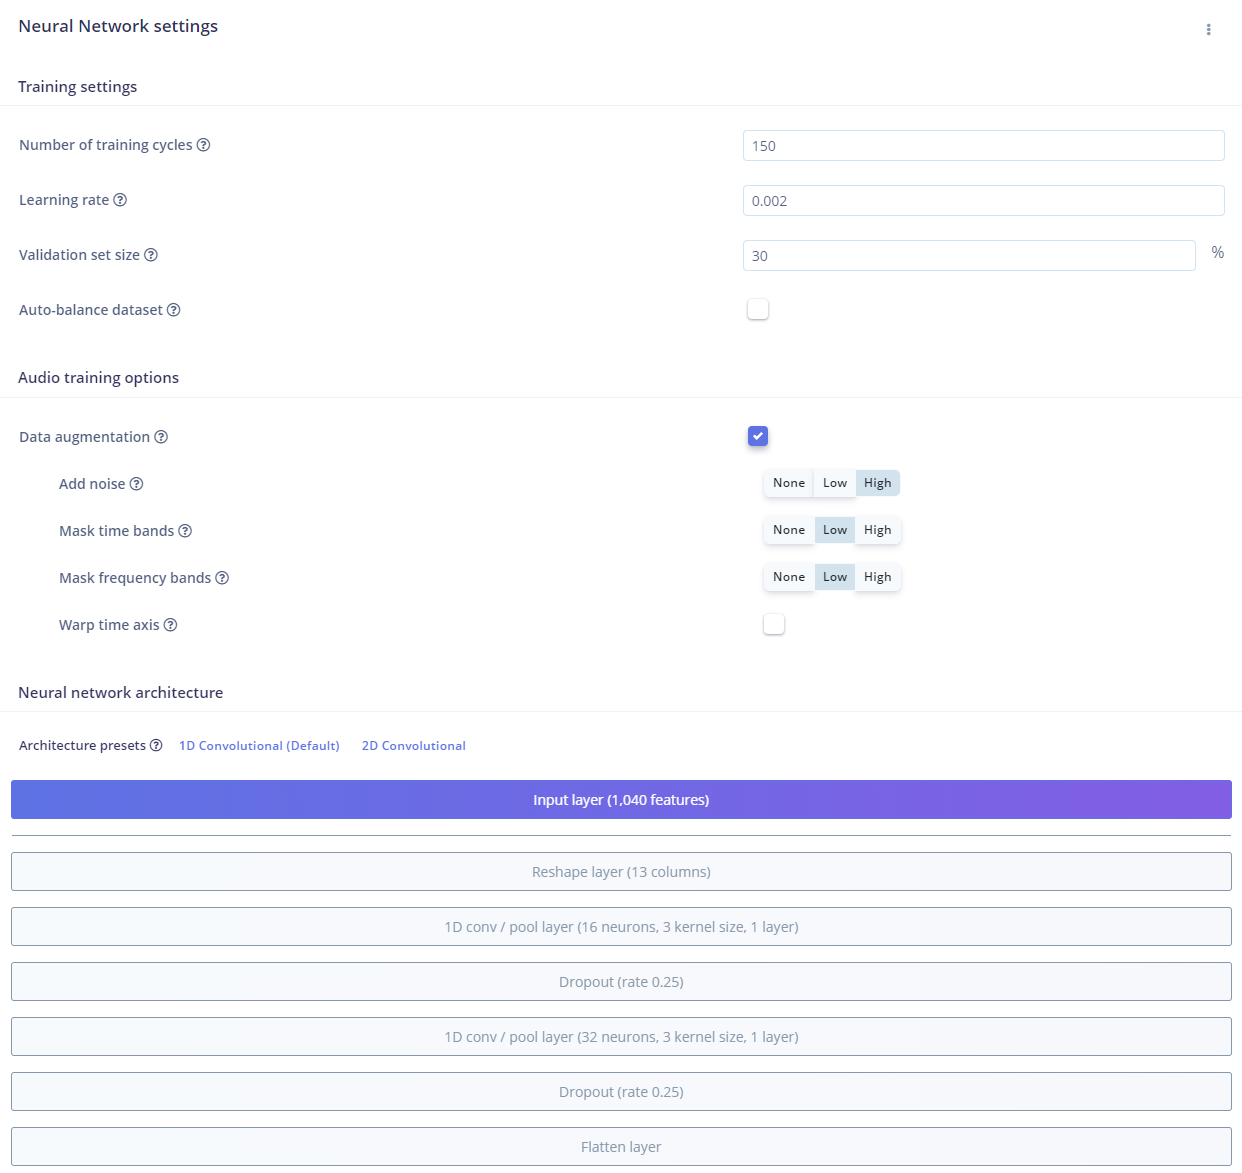 Neural Network settings
Training settings
Number of training cycles
150
Learning rate
0.002
Validation set size
30
%
Auto-balance dataset
Audio training options
Data augmentation
Add noise
None Low High
Mask time bands
None Low High
Mask frequency bands
None Low High
Warp time axis
Neural network architecture
Architecture presets 1D Convolutional (Default) 2D Convolutional
Input layer (1,040 features)
Reshape layer (13 columns)
1D conv / pool layer (16 neurons, 3 kernel size, 1 layer)
Dropout (rate 0.25)
1D conv / pool layer (32 neurons, 3 kernel size, 1 layer)
Dropout (rate 0.25)
Flatten layer